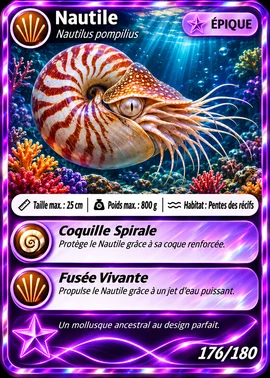 Nautile
Nautilus pompilius
ÉPIQUE
Taille max. : 25 cm | Poids max. : 800 g | Habitat : Pentes des récifs
Coquille Spirale
Protège le Nautile grâce à sa coque renforcée.
Fusée Vivante
Propulse le Nautile grâce à un jet d'eau puissant.
Un mollusque ancestral au design parfait.
176/180